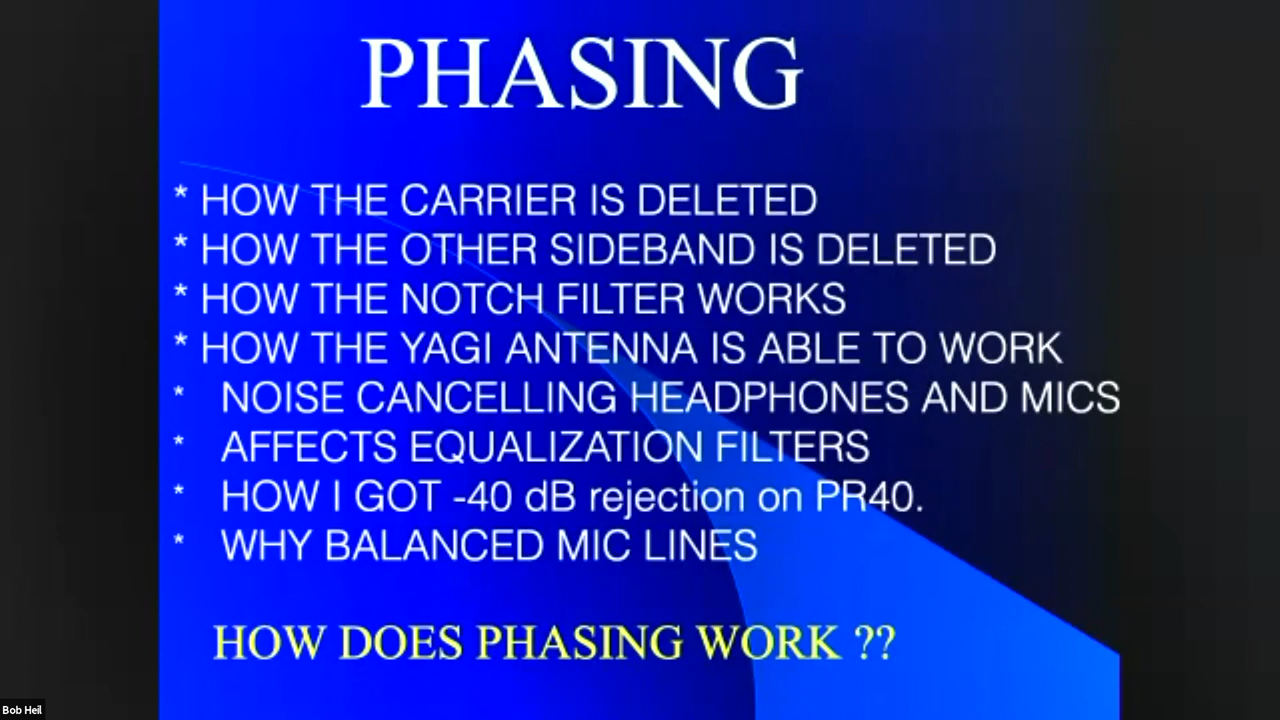 PHASING
* HOW THE CARRIER IS DELETED
* HOW THE OTHER SIDEBAND IS DELETED
* HOW THE NOTCH FILTER WORKS
* HOW THE YAGI ANTENNA IS ABLE TO WORK
* NOISE CANCELLING HEADPHONES AND MICS
* AFFECTS EQUALIZATION FILTERS
* HOW I GOT -40 dB rejection on PR40.
* WHY BALANCED MIC LINES
HOW DOES PHASING WORK ??
Bob Heil